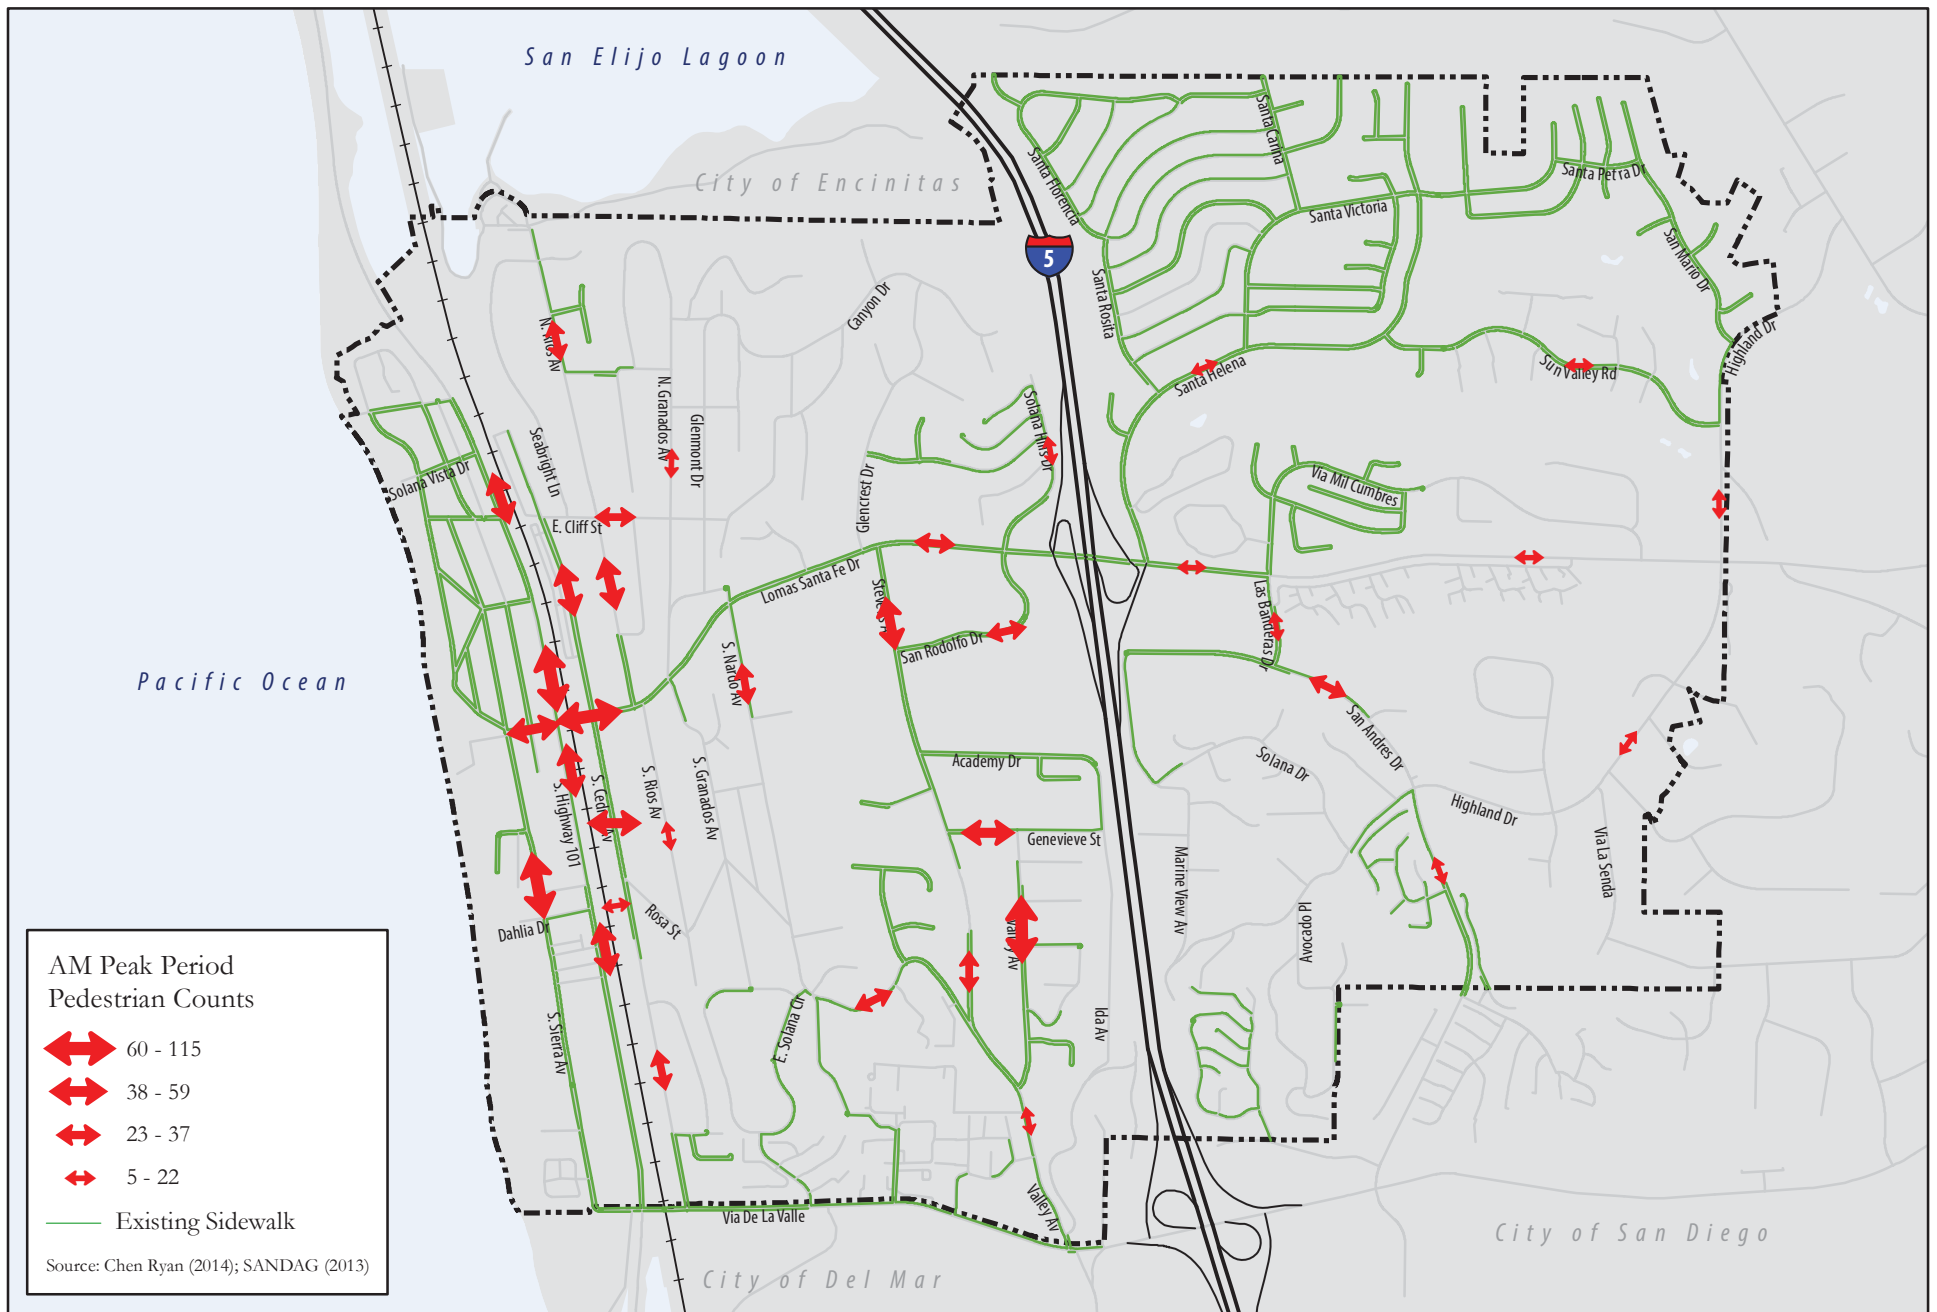 San Elijo Lagoon
City of Encinitas
Pacific Ocean
City of San Diego
City of Del Mar
5
Santa Carina
Santa Florencia
Santa Victoria
Santa Petra Dr
San Mario Dr
Highland Dr
Santa Rosita
Santa Helena
Sun Valley Rd
Canyon Dr
N. Rios Av
N. Granados Av
Glenmont Dr
Seabright Ln
Solana Vista Dr
E. Cliff St
Glencrest Dr
Solana Hills Dr
Via Mil Cumbres
Lomas Santa Fe Dr
San Rodolfo Dr
Las Banderas Dr
S. Nardo Av
San Andres Dr
Solana Dr
Highland Dr
Via La Senda
Academy Dr
Genevieve St
S. Rios Av
S. Granados Av
S. Highway 101
Marine View Av
Avocado Pl
Valley Av
Rosa St
Dahlia Dr
S. Sierra Av
E. Solana Cir
Ida Av
Valley Av
Via De La Valle
AM Peak Period
Pedestrian Counts
60 - 115
38 - 59
23 - 37
5 - 22
Existing Sidewalk
Source: Chen Ryan (2014); SANDAG (2013)